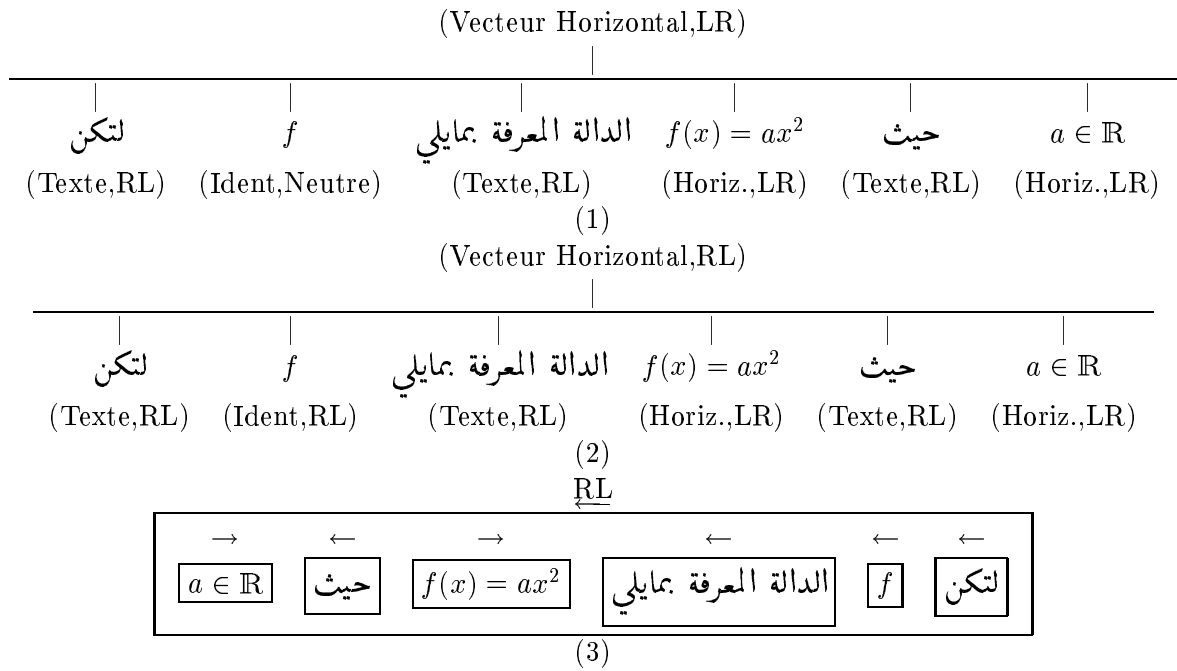 (Vecteur Horizontal,LR)
لتكن f الدالة المعرفة بمايلي f(x) = ax² حيث a ∈ ℝ
(Texte,RL) (Ident,Neutre) (Texte,RL) (Horiz.,LR) (Texte,RL) (Horiz.,LR)
(1)
(Vecteur Horizontal,RL)
لتكن f الدالة المعرفة بمايلي f(x) = ax² حيث a ∈ ℝ
(Texte,RL) (Ident,RL) (Texte,RL) (Horiz.,LR) (Texte,RL) (Horiz.,LR)
(2)
RL
←
→ ← → ← ← ←
لتكن f الدالة المعرفة بمايلي f(x) = ax² حيث a ∈ ℝ
(3)